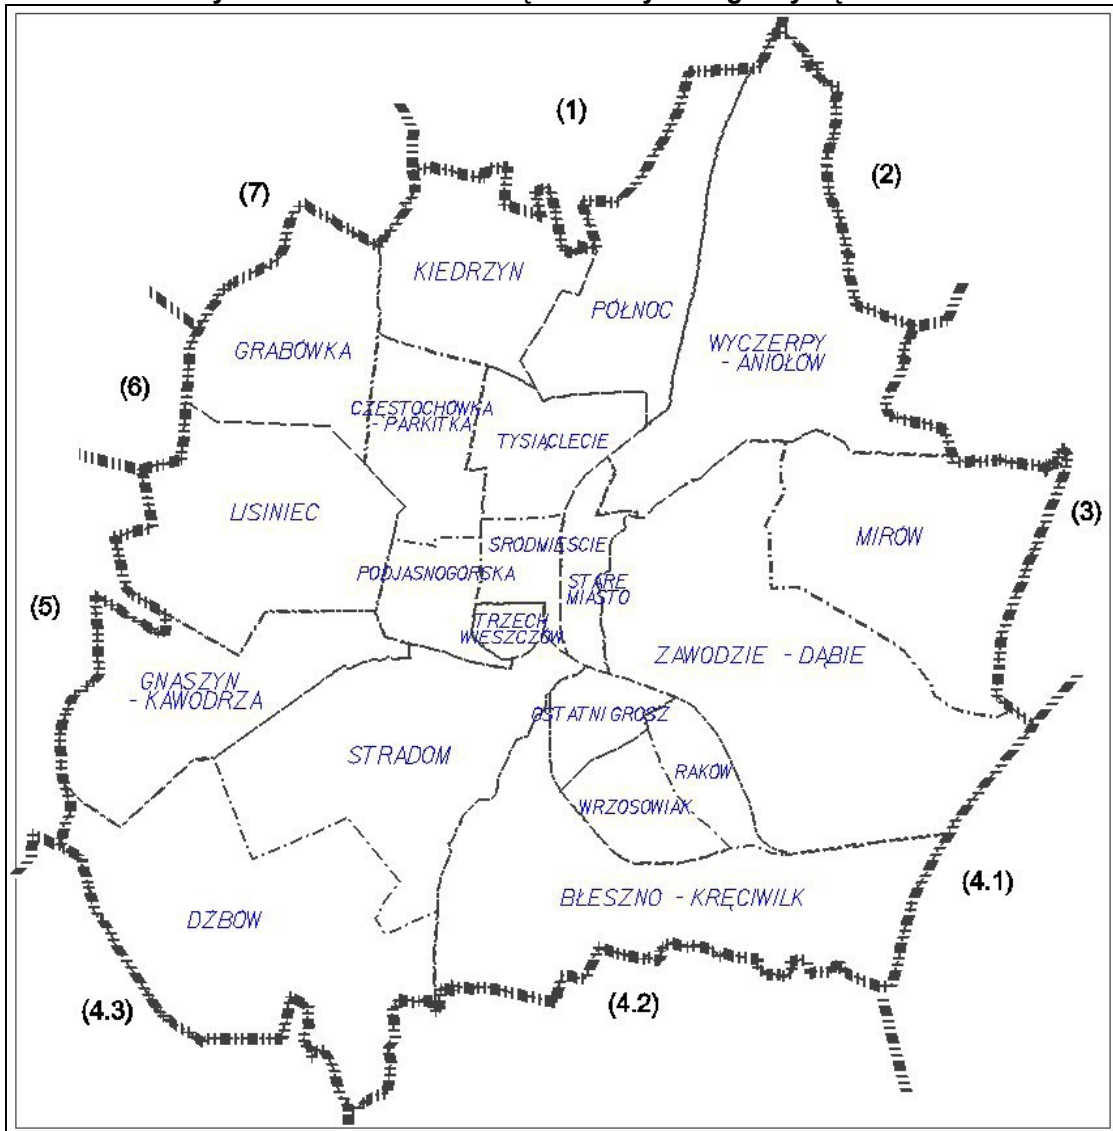 (1)
(2)
(7)
KIEDRZYN
PÓŁNOC
GRABÓWKA
WYCZERPY
- ANIOŁÓW
(6)
CZĘSTOCHÓWKA
- PARKITKA
TYSIĄCLECIE
LISINIEC
(3)
MIRÓW
ŚRÓDMIEŚCIE
PODJASNOGÓRSKA
STARE
MIASTO
(5)
TRZECH
WIESZCZÓW
ZAWODZIE - DĄBIE
GNASZYN
- KAWODRZA
OSTATNI GROSZ
STRADOM
RAKÓW
WRZOSOWIAK
(4.1)
BŁESZNO - KRĘCIWILK
DŹBÓW
(4.3)
(4.2)